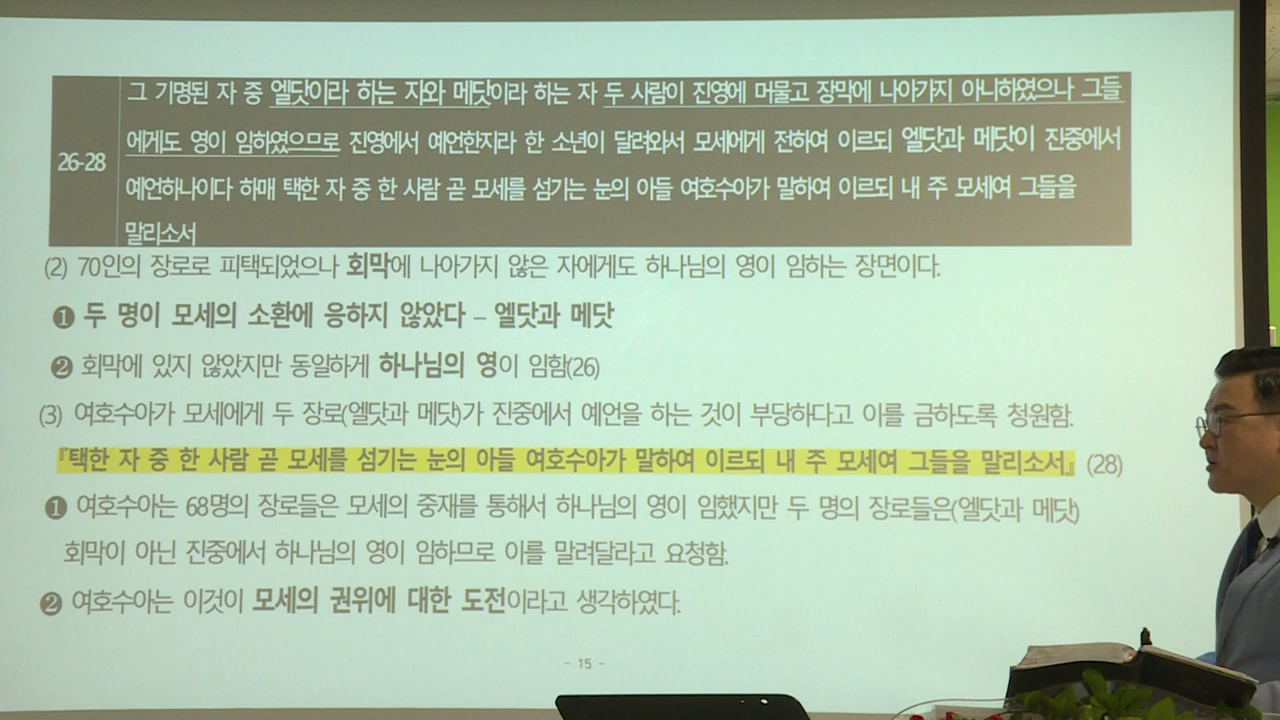 그 기명된 자 중 엘닷이라 하는 자와 메닷이라 하는 자 두 사람이 진영에 머물고 장막에 나아가지 아니하였으나 그들
에게도 영이 임하였으므로 진영에서 예언한지라 한 소년이 달려와서 모세에게 전하여 이르되 엘닷과 메닷이 진중에서
26-28
예언하나이다 하매 택한 자 중 한 사람 곧 모세를 섬기는 눈의 아들 여호수아가 말하여 이르되 내 주 모세여 그들을
말리소서
(2) 70인의 장로로 피택되었으나 회막에 나아가지 않은 자에게도 하나님의 영이 임하는 장면이다.
❶ 두 명이 모세의 소환에 응하지 않았다 – 엘닷과 메닷
❷ 회막에 있지 않았지만 동일하게 하나님의 영이 임함(26)
(3) 여호수아가 모세에게 두 장로(엘닷과 메닷)가 진중에서 예언을 하는 것이 부당하다고 이를 금하도록 청원함.
『택한 자 중 한 사람 곧 모세를 섬기는 눈의 아들 여호수아가 말하여 이르되 내 주 모세여 그들을 말리소서』 (28)
❶ 여호수아는 68명의 장로들은 모세의 중재를 통해서 하나님의 영이 임했지만 두 명의 장로들은(엘닷과 메닷)
회막이 아닌 진중에서 하나님의 영이 임하므로 이를 말려달라고 요청함.
❷ 여호수아는 이것이 모세의 권위에 대한 도전이라고 생각하였다.
- 15 -